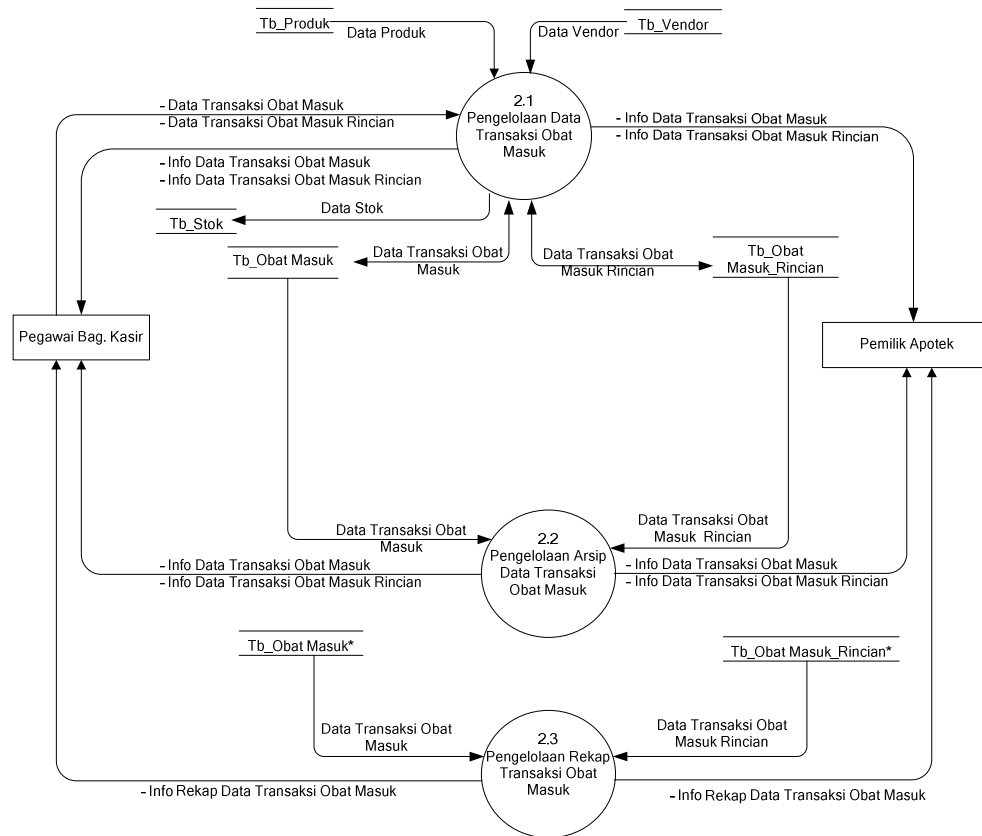 Tb_Produk
Data Produk
Data Vendor
Tb_Vendor
2.1
Pengelolaan Data
Transaksi Obat
Masuk
- Data Transaksi Obat Masuk
- Data Transaksi Obat Masuk Rincian
- Info Data Transaksi Obat Masuk
- Info Data Transaksi Obat Masuk Rincian
- Info Data Transaksi Obat Masuk
- Info Data Transaksi Obat Masuk Rincian
Data Stok
Tb_Stok
Tb_Obat Masuk
Data Transaksi Obat
Masuk
Data Transaksi Obat
Masuk Rincian
Tb_Obat
Masuk_Rincian
Pegawai Bag. Kasir
Pemilik Apotek
Data Transaksi Obat
Masuk
2.2
Pengelolaan Arsip
Data Transaksi
Obat Masuk
Data Transaksi Obat
Masuk Rincian
- Info Data Transaksi Obat Masuk
- Info Data Transaksi Obat Masuk Rincian
- Info Data Transaksi Obat Masuk
- Info Data Transaksi Obat Masuk Rincian
Tb_Obat Masuk*
Tb_Obat Masuk_Rincian*
Data Transaksi Obat
Masuk
2.3
Pengelolaan Rekap
Transaksi Obat
Masuk
Data Transaksi Obat
Masuk Rincian
- Info Rekap Data Transaksi Obat Masuk
- Info Rekap Data Transaksi Obat Masuk